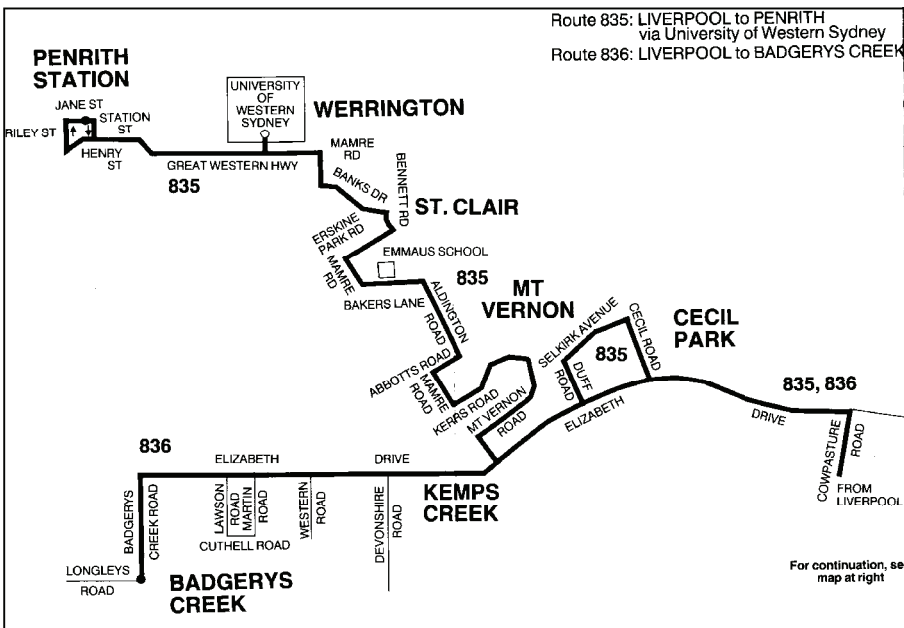 Route 835: LIVERPOOL to PENRITH
via University of Western Sydney
Route 836: LIVERPOOL to BADGERYS CREEK
PENRITH
STATION
JANE ST
STATION
ST
RILEY ST
HENRY
ST
UNIVERSITY
OF
WESTERN
SYDNEY
WERRINGTON
GREAT WESTERN HWY
835
MAMRE
RD
BANKS DR
BENNETT RD
ST. CLAIR
ERSKINE
PARK RD
MAMRE
RD
EMMAUS SCHOOL
835
BAKERS LANE
ALDINGTON
ROAD
MT
VERNON
ABBOTTS ROAD
MAMRE
ROAD
KERRS ROAD
MT VERNON
ROAD
SELKIRK AVENUE
CECIL ROAD
835
DUFF
ROAD
CECIL
PARK
ELIZABETH
DRIVE
835, 836
COWPASTURE
ROAD
FROM
LIVERPOOL
836
ELIZABETH
DRIVE
KEMPS
CREEK
BADGERYS
CREEK ROAD
LAWSON
ROAD
MARTIN
ROAD
CUTHELL ROAD
WESTERN
ROAD
DEVONSHIRE
ROAD
LONGLEYS
ROAD
BADGERYS
CREEK
For continuation, se
map at right